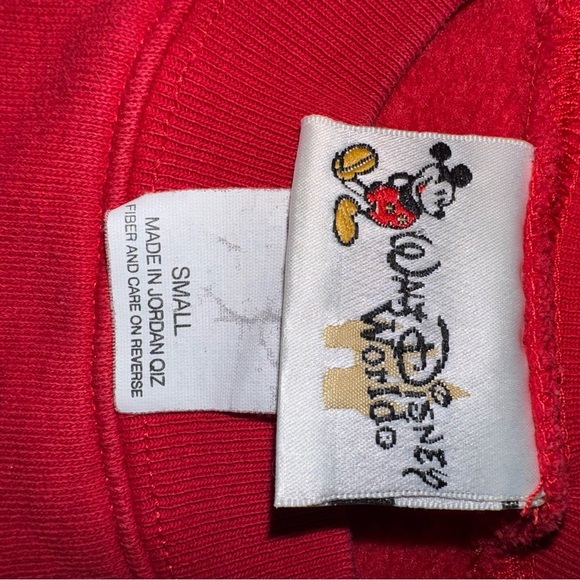 SMALL
MADE IN JORDAN QIZ
FIBER AND CARE ON REVERSE
WALT DISNEY
WORLD